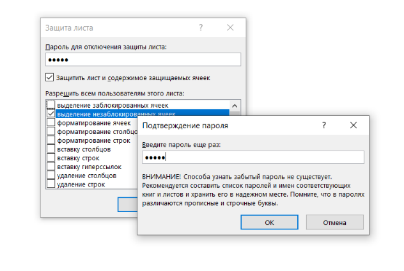 Защита листа
Пароль для отключения защиты листа:
•••••
Защитить лист и содержимое защищаемых ячеек
Разрешить всем пользователям этого листа:
выделение заблокированных ячеек
выделение незаблокированных ячеек
форматирование ячеек
форматирование столбцо
форматирование строк
вставку столбцов
вставку строк
вставку гиперссылок
удаление столбцов
удаление строк
Подтверждение пароля
Введите пароль еще раз:
•••••
ВНИМАНИЕ: Способа узнать забытый пароль не существует.
Рекомендуется составить список паролей и имен соответствующих
книг и листов и хранить его в надежном месте. Помните, что в паролях
различаются прописные и строчные буквы.
ОК
Отмена